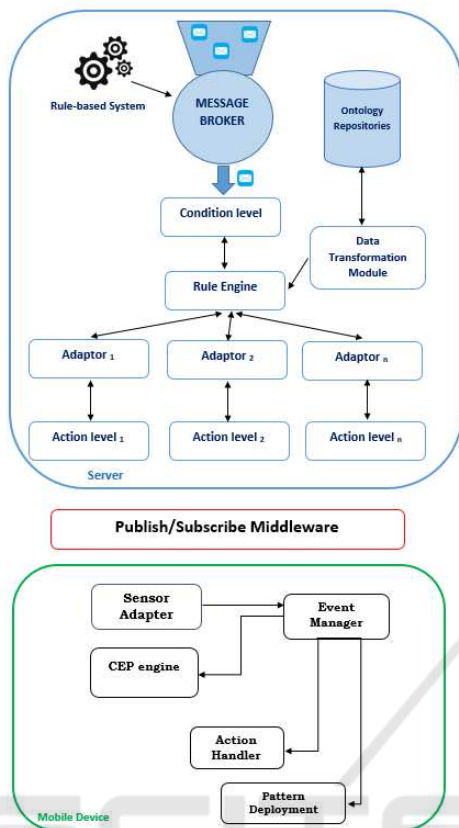 Rule-based System
MESSAGE
BROKER
Ontology
Repositories
Condition level
Data
Transformation
Module
Rule Engine
Adaptor 1
Adaptor 2
Adaptor n
Action level 1
Action level 2
Action level n
Server
Publish/Subscribe Middleware
Sensor
Adapter
Event
Manager
CEP engine
Action
Handler
Pattern
Deployment
Mobile Device